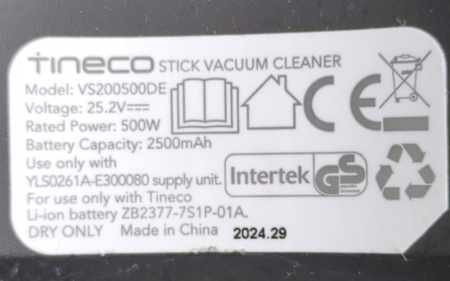 TINECO STICK VACUUM CLEANER
Model: VS200500DE
Voltage: 25.2V⎓
Rated Power: 500W
Battery Capacity: 2500mAh
Use only with
YLS0261A-E300080 supply unit.
For use only with Tineco
Li-ion battery ZB2377-7S1P-01A.
DRY ONLY Made in China 2024.29
CE
Intertek GS